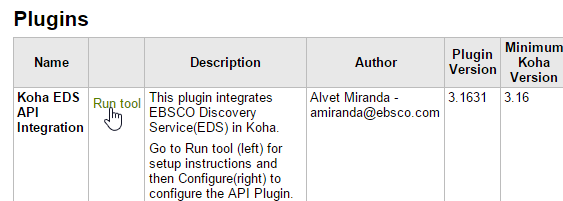 Plugins
Name
Description
Author
Plugin
Version
Minimum
Koha
Version
Koha EDS
API
Integration
Run tool
This plugin integrates
EBSCO Discovery
Service(EDS) in Koha.
Go to Run tool (left) for
setup instructions and
then Configure(right) to
configure the API Plugin.
Alvet Miranda -
amiranda@ebsco.com
3.1631
3.16